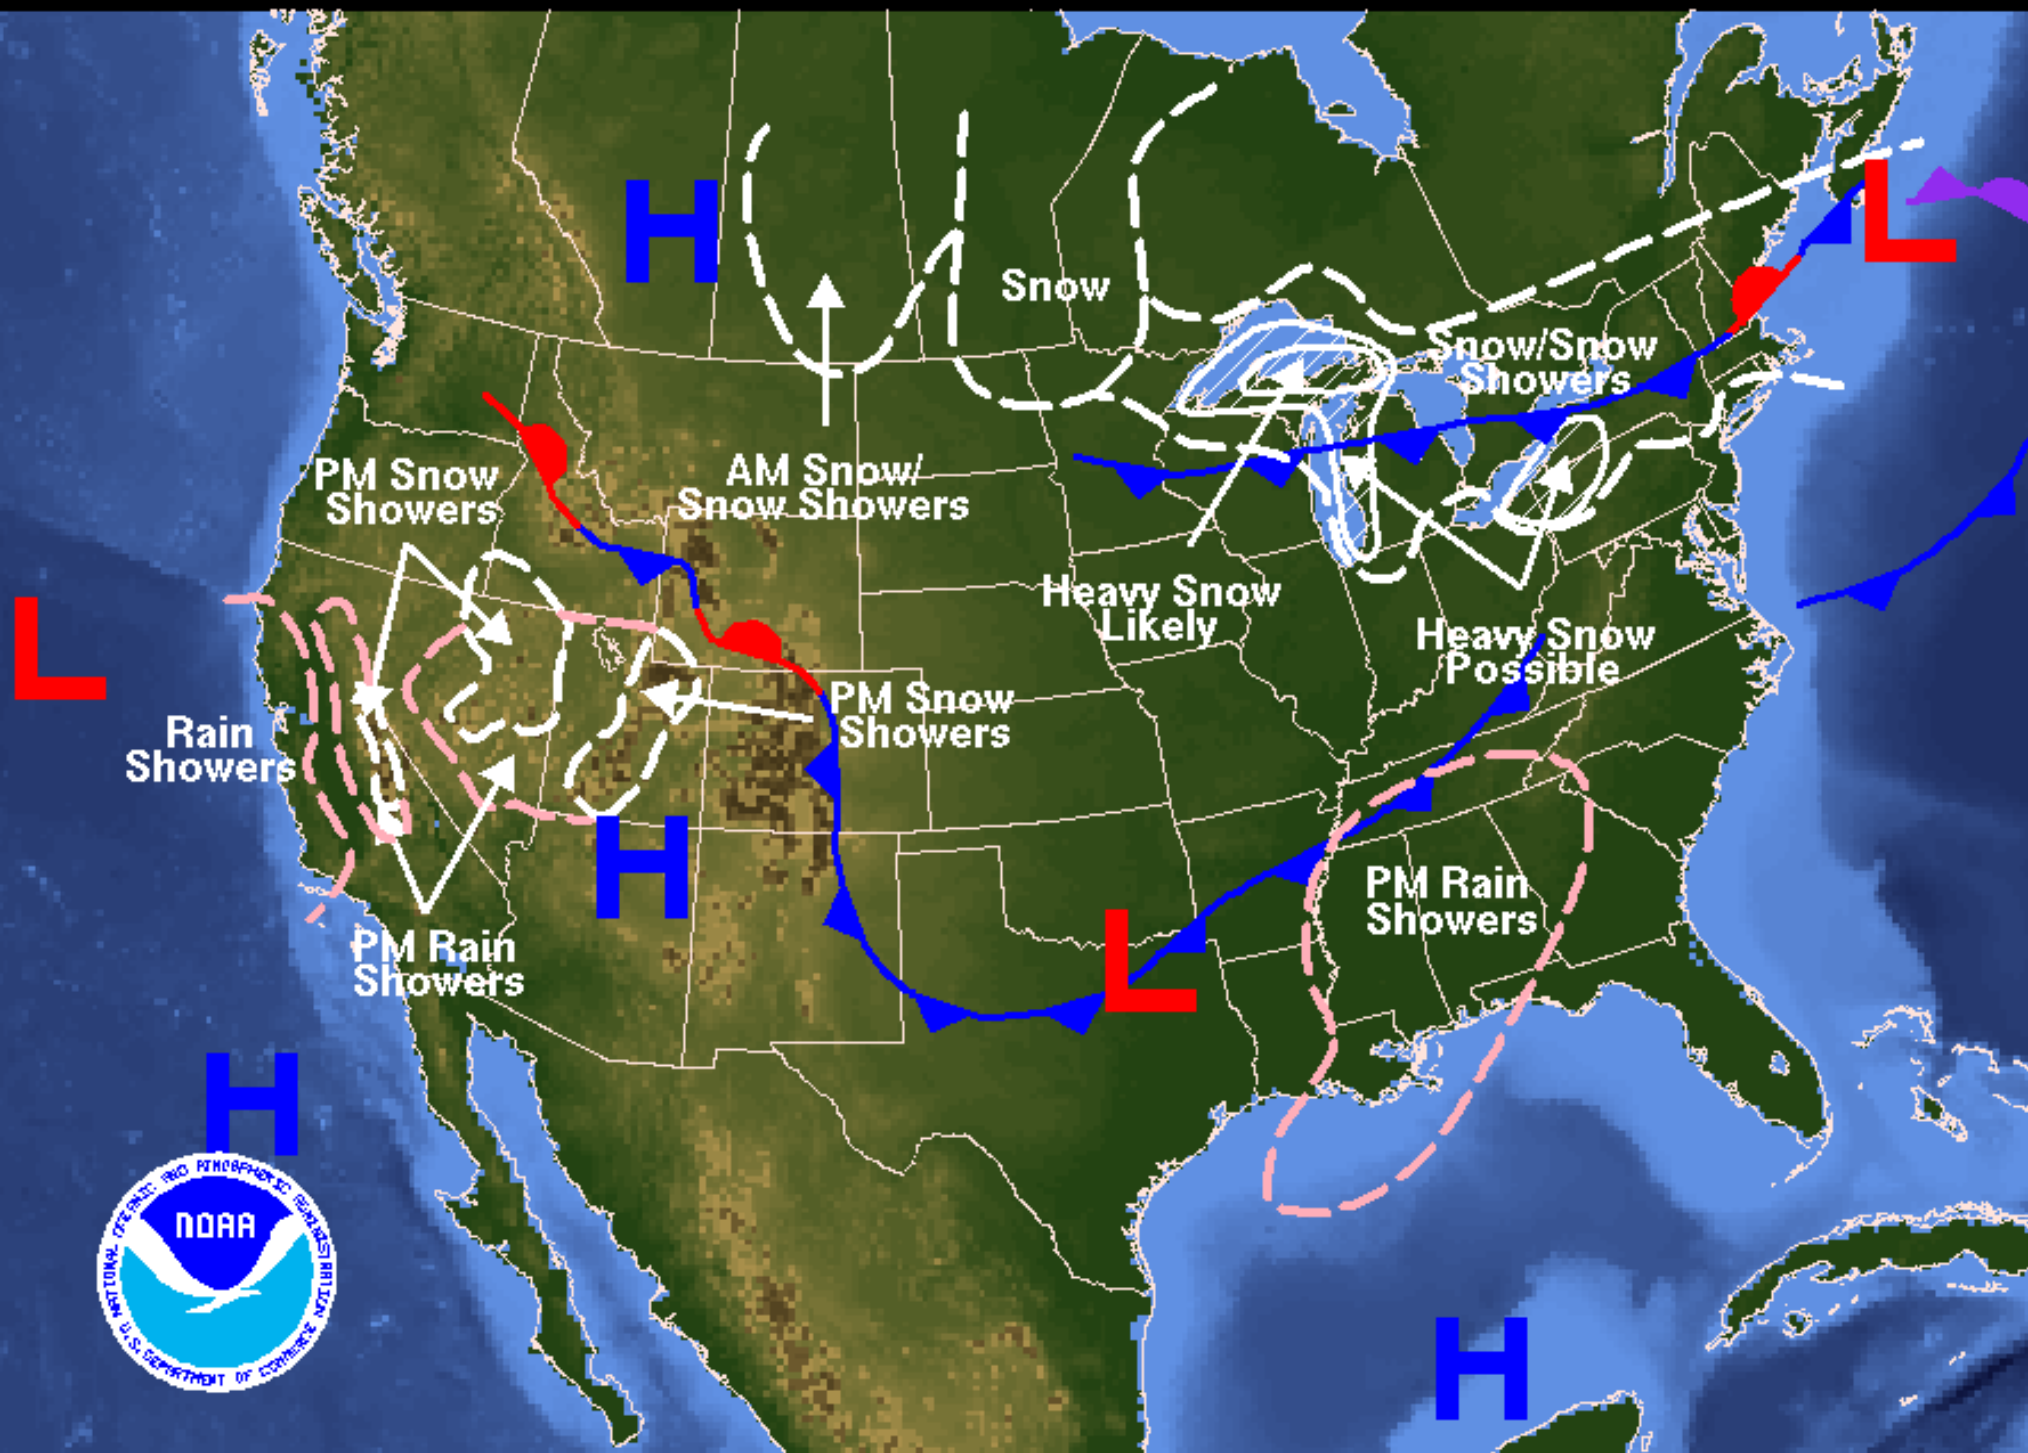 H
L
Snow
Snow/Snow
Showers
PM Snow
Showers
AM Snow/
Snow Showers
Heavy Snow
Likely
Heavy Snow
Possible
L
PM Snow
Showers
Rain
Showers
H
PM Rain
Showers
L
PM Rain
Showers
H
NATIONAL OCEANIC AND ATMOSPHERIC ADMINISTRATION
NOAA
U.S. DEPARTMENT OF COMMERCE
H